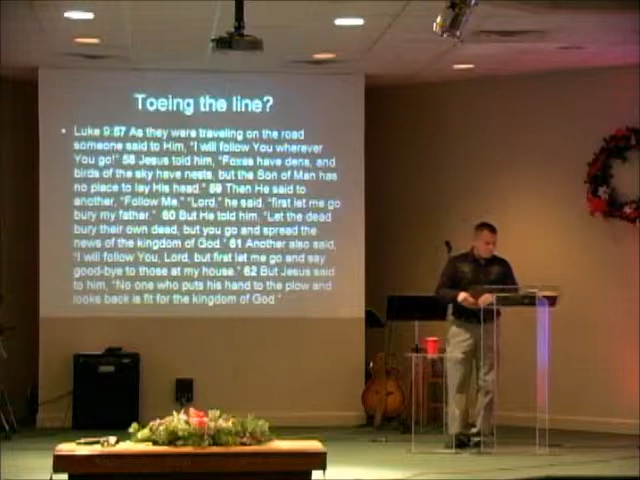 Toeing the line?
• Luke 9:57 As they were traveling on the road
someone said to Him, "I will follow You wherever
You go!" 58 Jesus told him, "Foxes have dens, and
birds of the sky have nests, but the Son of Man has
no place to lay His head." 59 Then He said to
another, "Follow Me." "Lord," he said, "first let me go
bury my father." 60 But He told him, "Let the dead
bury their own dead, but you go and spread the
news of the kingdom of God." 61 Another also said,
"I will follow You, Lord, but first let me go and say
good-bye to those at my house." 62 But Jesus said
to him, "No one who puts his hand to the plow and
looks back is fit for the kingdom of God."